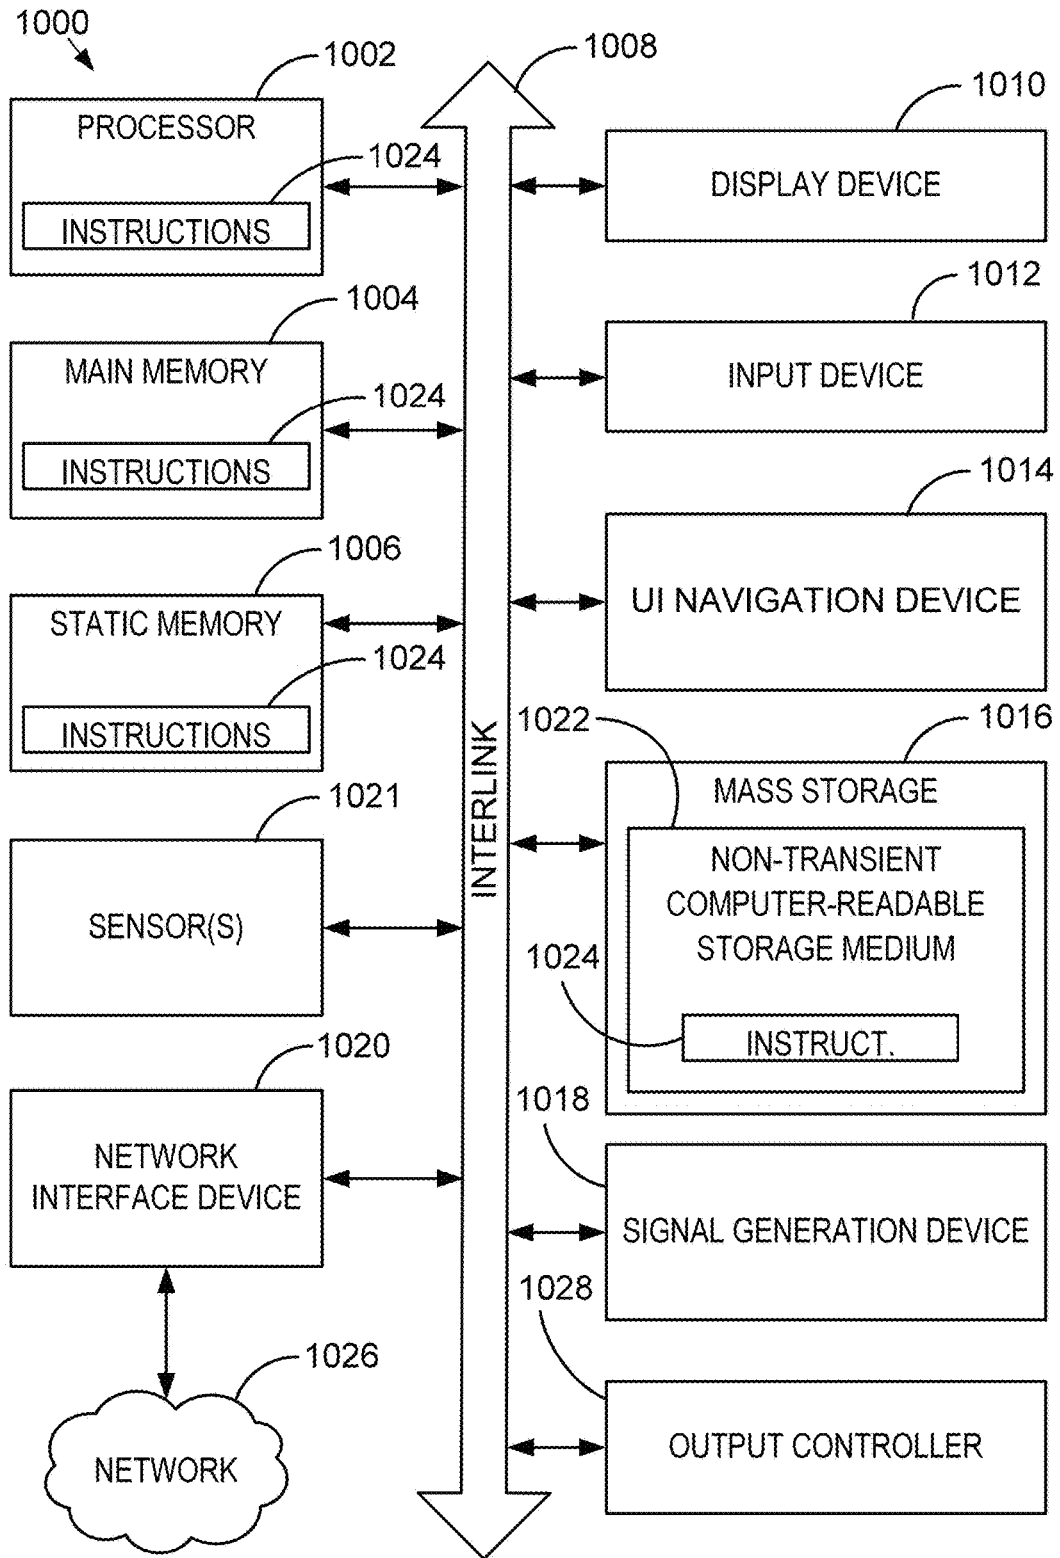 1000
1002
PROCESSOR
1024
INSTRUCTIONS
1004
MAIN MEMORY
1024
INSTRUCTIONS
1006
STATIC MEMORY
1024
INSTRUCTIONS
1021
SENSOR(S)
1020
NETWORK
INTERFACE DEVICE
1026
NETWORK
1008
INTERLINK
1010
DISPLAY DEVICE
1012
INPUT DEVICE
1014
UI NAVIGATION DEVICE
1016
MASS STORAGE
1022
NON-TRANSIENT
COMPUTER-READABLE
STORAGE MEDIUM
1024
INSTRUCT.
1018
SIGNAL GENERATION DEVICE
1028
OUTPUT CONTROLLER